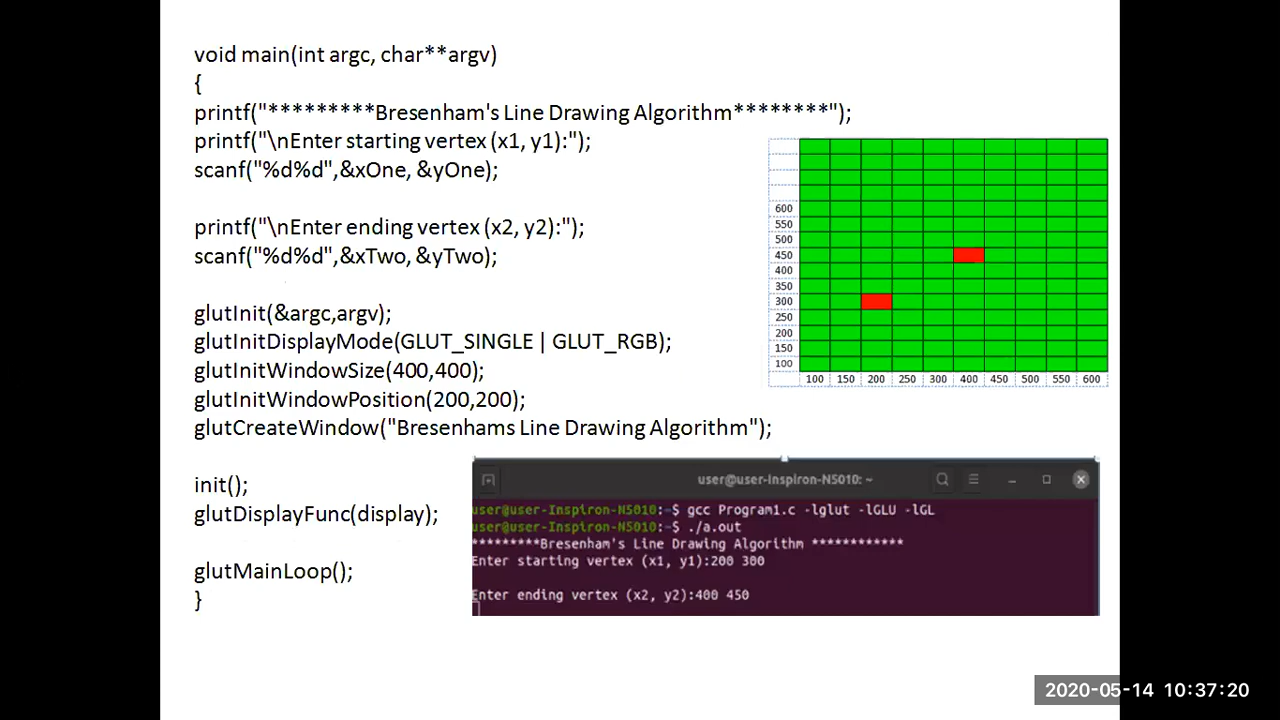 void main(int argc, char**argv)
{
printf("*********Bresenham's Line Drawing Algorithm********");
printf("\nEnter starting vertex (x1, y1):");
scanf("%d%d",&xOne, &yOne);
printf("\nEnter ending vertex (x2, y2):");
scanf("%d%d",&xTwo, &yTwo);
glutInit(&argc,argv);
glutInitDisplayMode(GLUT_SINGLE | GLUT_RGB);
glutInitWindowSize(400,400);
glutInitWindowPosition(200,200);
glutCreateWindow("Bresenhams Line Drawing Algorithm");
init();
glutDisplayFunc(display);
glutMainLoop();
}
600
550
500
450
400
350
300
250
200
150
100
100 150 200 250 300 400 450 500 550 600
user@user-Inspiron-N5010: ~
user@user-Inspiron-N5010:~$ gcc Program1.c -lglut -lGLU -lGL
user@user-Inspiron-N5010:~$ ./a.out
*********Bresenham's Line Drawing Algorithm ************
Enter starting vertex (x1, y1):200 300
Enter ending vertex (x2, y2):400 450
2020-05-14 10:37:20